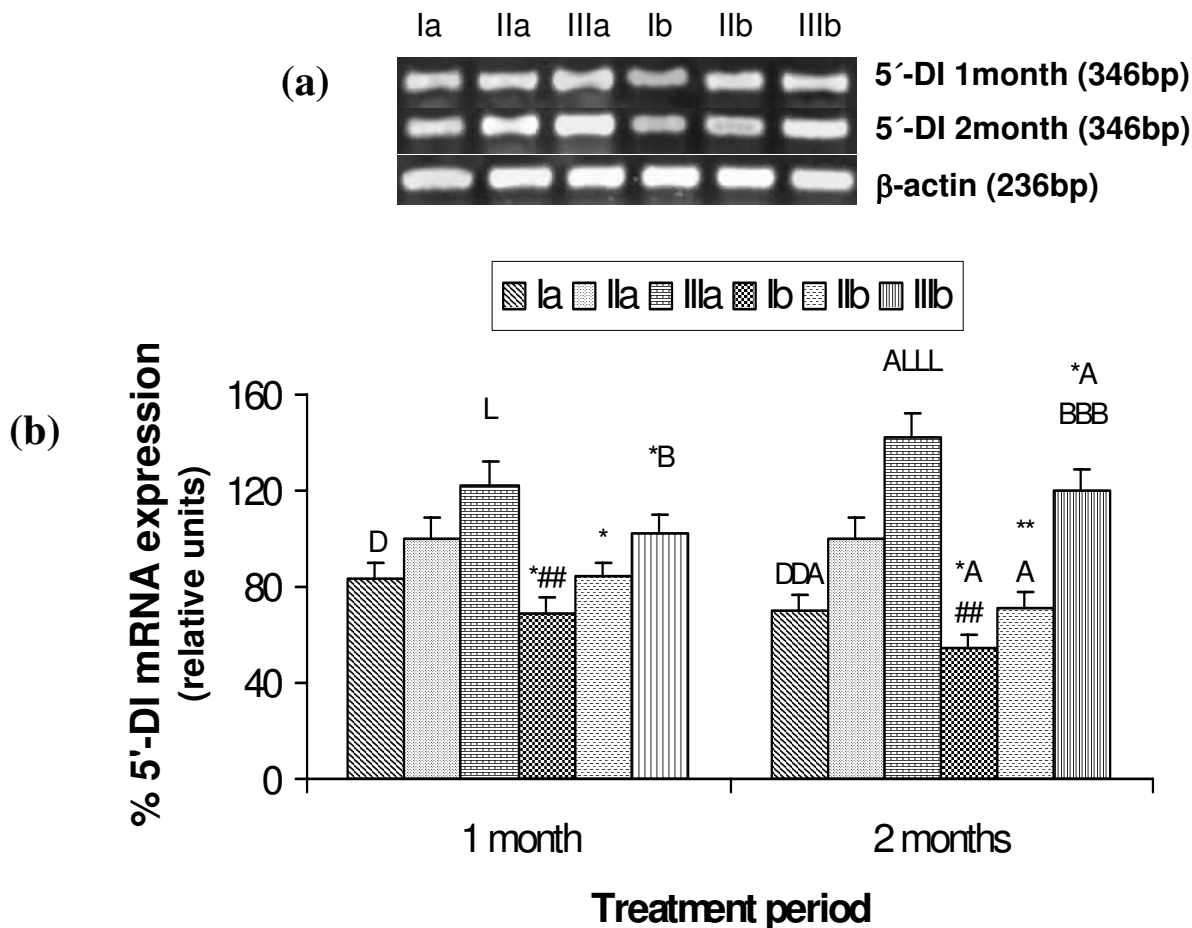 Ia IIa IIIa Ib IIb IIIb
(a)
5´-DI 1month (346bp)
5´-DI 2month (346bp)
β-actin (236bp)
Ia IIa IIIa Ib IIb IIIb
(b)
% 5'-DI mRNA expression
(relative units)
160
120
80
40
0
D
L
*##
*
*B
DDA
ALLL
*A
##
**
A
*A
BBB
1 month
2 months
Treatment period